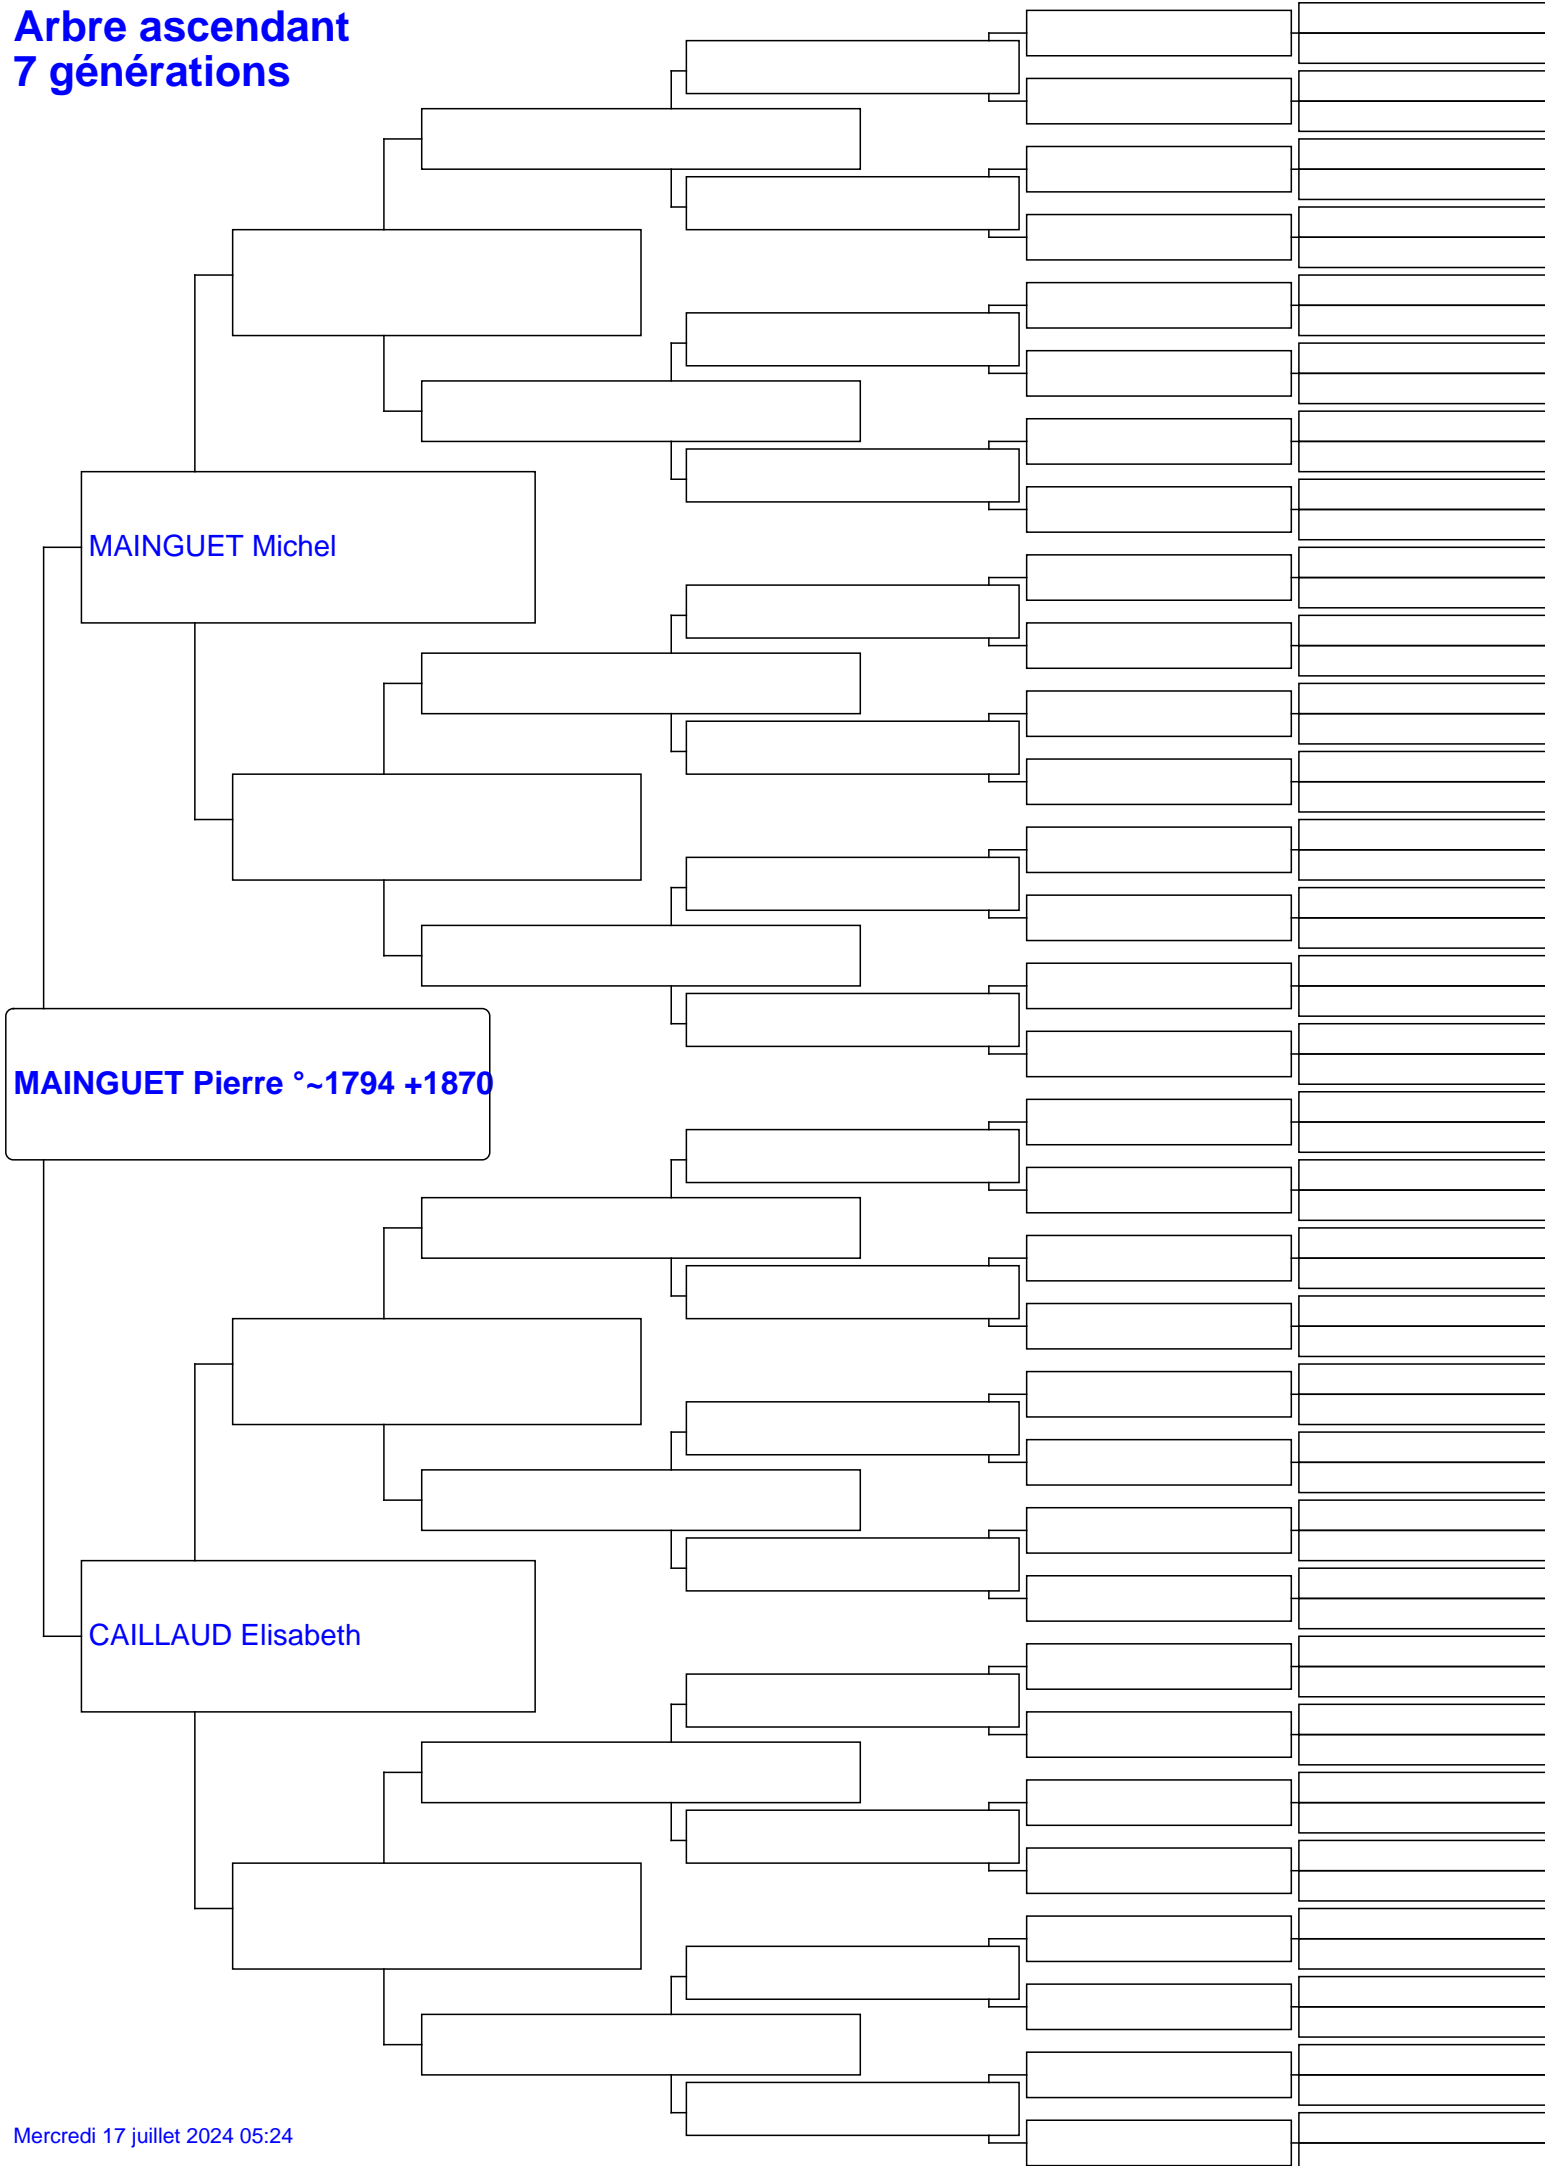 Arbre ascendant
7 générations
MAINGUET Michel
MAINGUET Pierre °~1794 +1870
CAILLAUD Elisabeth
Mercredi 17 juillet 2024 05:24